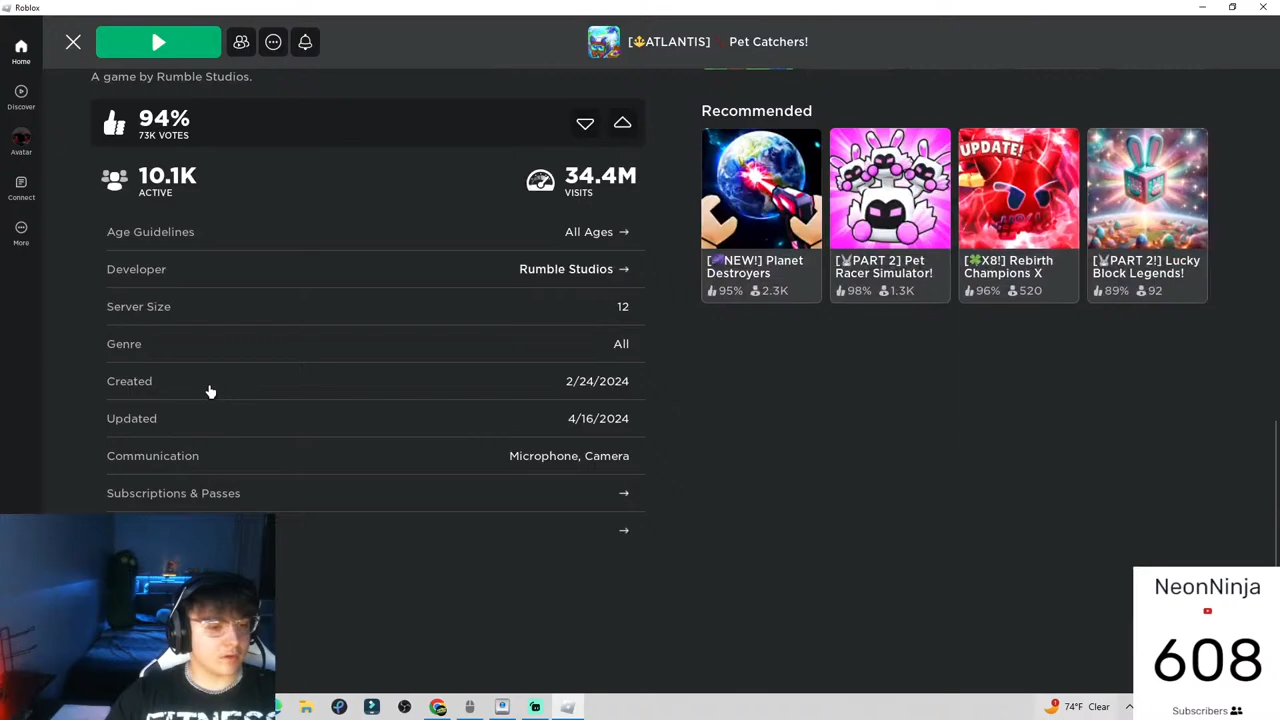 Roblox
[🔱ATLANTIS] Pet Catchers!
Home
Discover
Avatar
Connect
More
A game by Rumble Studios.
94%
73K VOTES
10.1K
ACTIVE
34.4M
VISITS
Age Guidelines All Ages →
Developer Rumble Studios →
Server Size 12
Genre All
Created 2/24/2024
Updated 4/16/2024
Communication Microphone, Camera
Subscriptions & Passes →
→
Recommended
UPDATE!
[🌌NEW!] Planet
Destroyers
95% 2.3K
[🐰PART 2] Pet
Racer Simulator!
98% 1.3K
[🍀X8!] Rebirth
Champions X
96% 520
[🐰PART 2!] Lucky
Block Legends!
89% 92
FITNESS
NeonNinja
608
Subscribers
1
74°F Clear